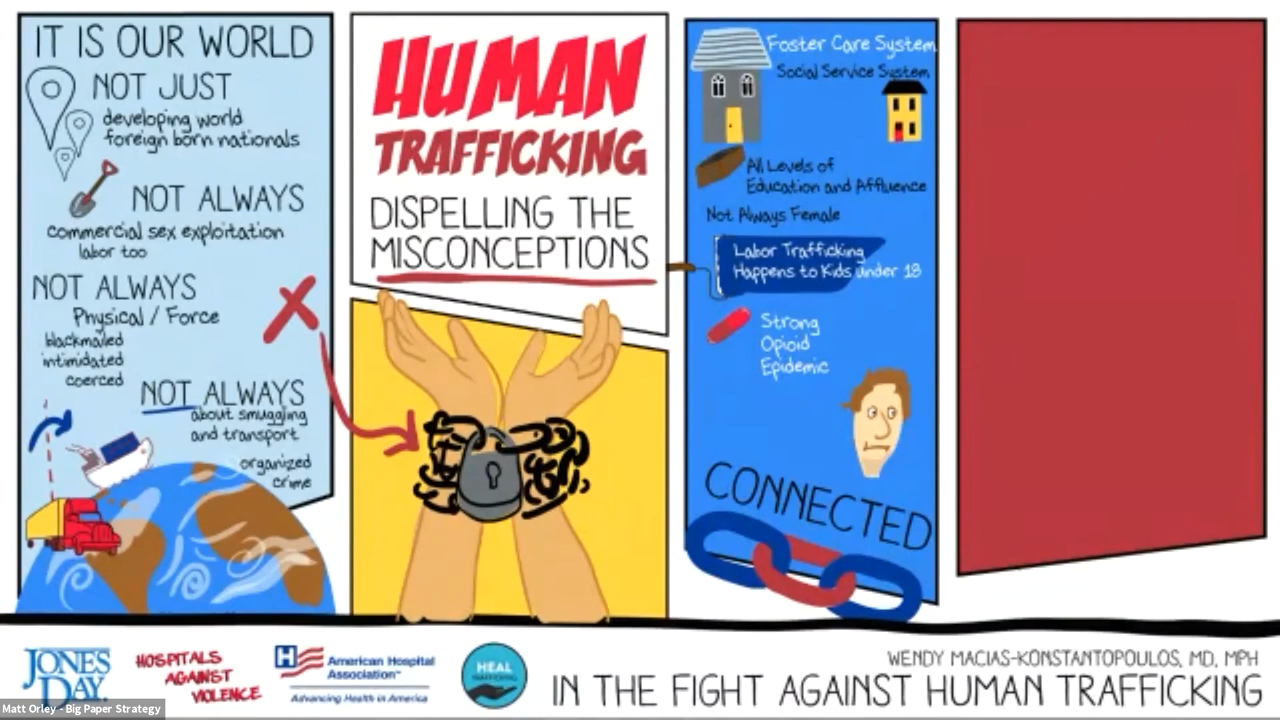 IT IS OUR WORLD
NOT JUST
developing world
foreign born nationals
NOT ALWAYS
commercial sex exploitation
labor too
NOT ALWAYS
Physical / Force
blackmailed
intimidated
coerced
NOT ALWAYS
about smuggling
and transport
organized
crime
HUMAN
TRAFFICKING
DISPELLING THE
MISCONCEPTIONS
Foster Care System
Social Service System
All Levels of
Education and Affluence
Not Always Female
Labor Trafficking
Happens to Kids under 18
Strong
Opioid
Epidemic
CONNECTED
JONES
DAY.
HOSPITALS
AGAINST
VIOLENCE
H
American Hospital
Association™
Advancing Health in America
HEAL
TRAFFICKING
WENDY MACIAS-KONSTANTOPOULOS, MD, MPH
IN THE FIGHT AGAINST HUMAN TRAFFICKING
Matt Orley - Big Paper Strategy